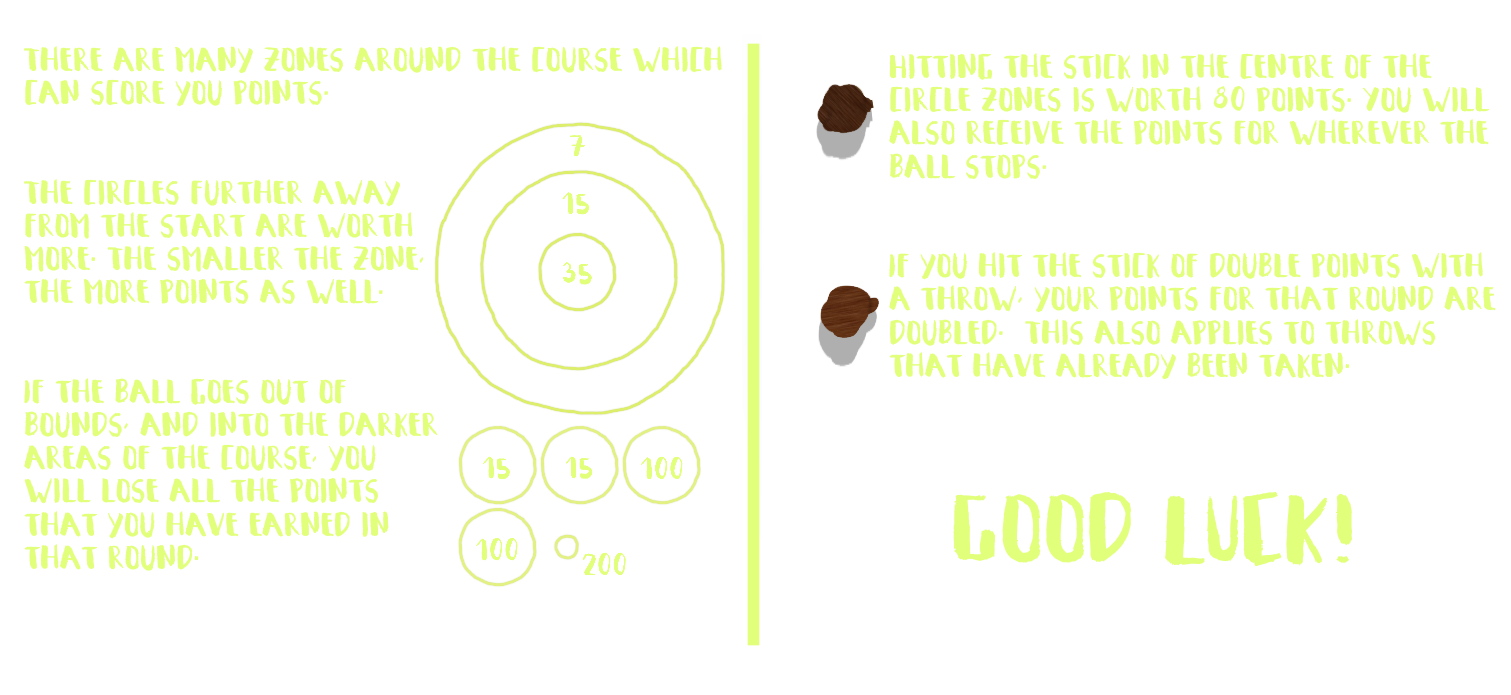 THERE ARE MANY ZONES AROUND THE COURSE WHICH
CAN SCORE YOU POINTS.
THE CIRCLES FURTHER AWAY
FROM THE START ARE WORTH
MORE. THE SMALLER THE ZONE,
THE MORE POINTS AS WELL.
IF THE BALL GOES OUT OF
BOUNDS, AND INTO THE DARKER
AREAS OF THE COURSE, YOU
WILL LOSE ALL THE POINTS
THAT YOU HAVE EARNED IN
THAT ROUND.
7
15
35
15 15 100
100 200
HITTING THE STICK IN THE CENTRE OF THE
CIRCLE ZONES IS WORTH 80 POINTS. YOU WILL
ALSO RECEIVE THE POINTS FOR WHEREVER THE
BALL STOPS.
IF YOU HIT THE STICK OF DOUBLE POINTS WITH
A THROW, YOUR POINTS FOR THAT ROUND ARE
DOUBLED. THIS ALSO APPLIES TO THROWS
THAT HAVE ALREADY BEEN TAKEN.
GOOD LUCK!